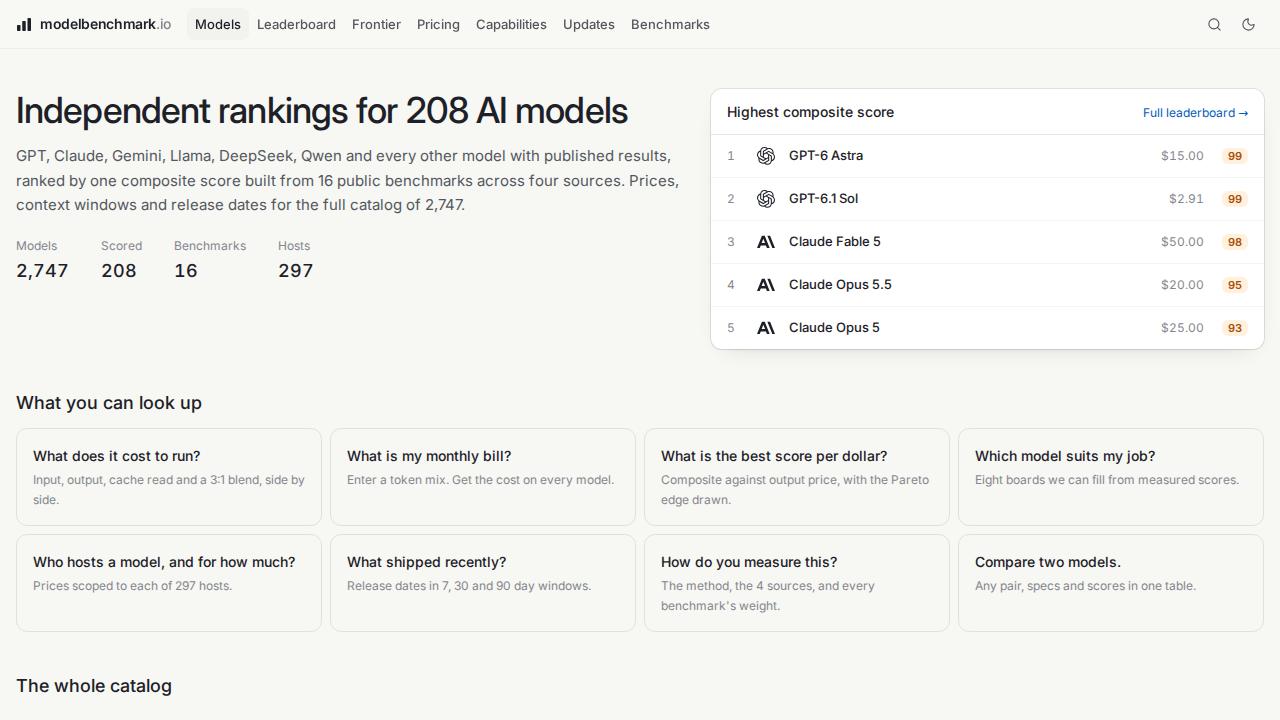 modelbenchmark.io Models Leaderboard Frontier Pricing Capabilities Updates Benchmarks
Independent rankings for 208 AI models
GPT, Claude, Gemini, Llama, DeepSeek, Qwen and every other model with published results,
ranked by one composite score built from 16 public benchmarks across four sources. Prices,
context windows and release dates for the full catalog of 2,747.
Models Scored Benchmarks Hosts
2,747 208 16 297
Highest composite score Full leaderboard →
1 GPT-6 Astra $15.00 99
2 GPT-6.1 Sol $2.91 99
3 Claude Fable 5 $50.00 98
4 Claude Opus 5.5 $20.00 95
5 Claude Opus 5 $25.00 93
What you can look up
What does it cost to run?
Input, output, cache read and a 3:1 blend, side by
side.
What is my monthly bill?
Enter a token mix. Get the cost on every model.
What is the best score per dollar?
Composite against output price, with the Pareto
edge drawn.
Which model suits my job?
Eight boards we can fill from measured scores.
Who hosts a model, and for how much?
Prices scoped to each of 297 hosts.
What shipped recently?
Release dates in 7, 30 and 90 day windows.
How do you measure this?
The method, the 4 sources, and every
benchmark's weight.
Compare two models.
Any pair, specs and scores in one table.
The whole catalog